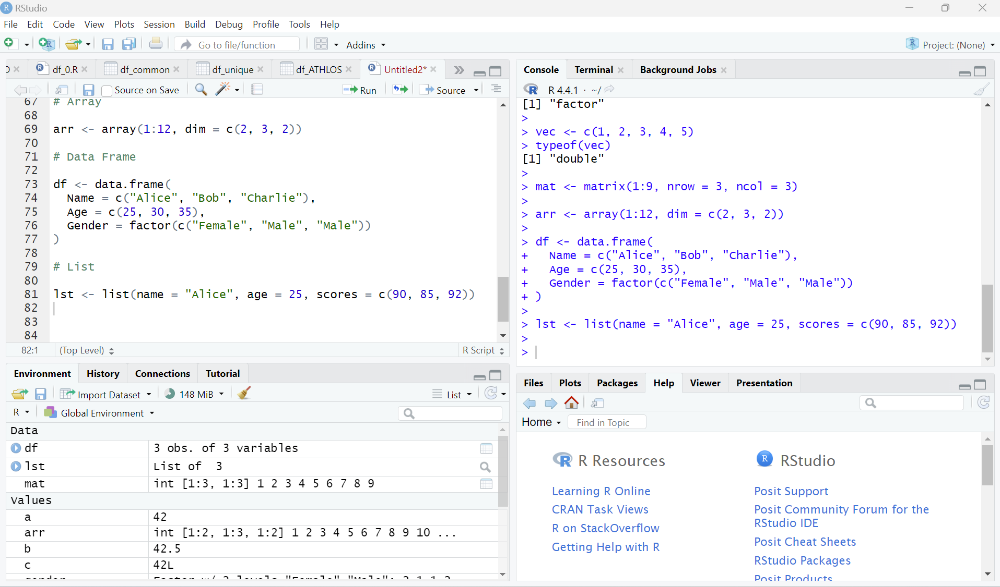 RStudio
File Edit Code View Plots Session Build Debug Profile Tools Help
Go to file/function Addins Project: (None)
df_0.R df_common df_unique df_ATHLOS Untitled2*
Source on Save Run Source
67 # Array
68
69 arr <- array(1:12, dim = c(2, 3, 2))
70
71 # Data Frame
72
73 df <- data.frame(
74 Name = c("Alice", "Bob", "Charlie"),
75 Age = c(25, 30, 35),
76 Gender = factor(c("Female", "Male", "Male"))
77 )
78
79 # List
80
81 lst <- list(name = "Alice", age = 25, scores = c(90, 85, 92))
82
83
84
82:1 (Top Level) R Script
Console Terminal Background Jobs
R 4.4.1 · ~/
[1] "factor"
>
> vec <- c(1, 2, 3, 4, 5)
> typeof(vec)
[1] "double"
>
> mat <- matrix(1:9, nrow = 3, ncol = 3)
>
> arr <- array(1:12, dim = c(2, 3, 2))
>
> df <- data.frame(
+ Name = c("Alice", "Bob", "Charlie"),
+ Age = c(25, 30, 35),
+ Gender = factor(c("Female", "Male", "Male"))
+ )
>
> lst <- list(name = "Alice", age = 25, scores = c(90, 85, 92))
>
>
Environment History Connections Tutorial
Import Dataset 148 MiB List
R Global Environment
Data
df 3 obs. of 3 variables
lst List of 3
mat int [1:3, 1:3] 1 2 3 4 5 6 7 8 9
Values
a 42
arr int [1:2, 1:3, 1:2] 1 2 3 4 5 6 7 8 9 10 ...
b 42.5
c 42L
Files Plots Packages Help Viewer Presentation
Home Find in Topic
R Resources
Learning R Online
CRAN Task Views
R on StackOverflow
Getting Help with R
RStudio
Posit Support
Posit Community Forum for the
RStudio IDE
Posit Cheat Sheets
RStudio Packages
Posit Products